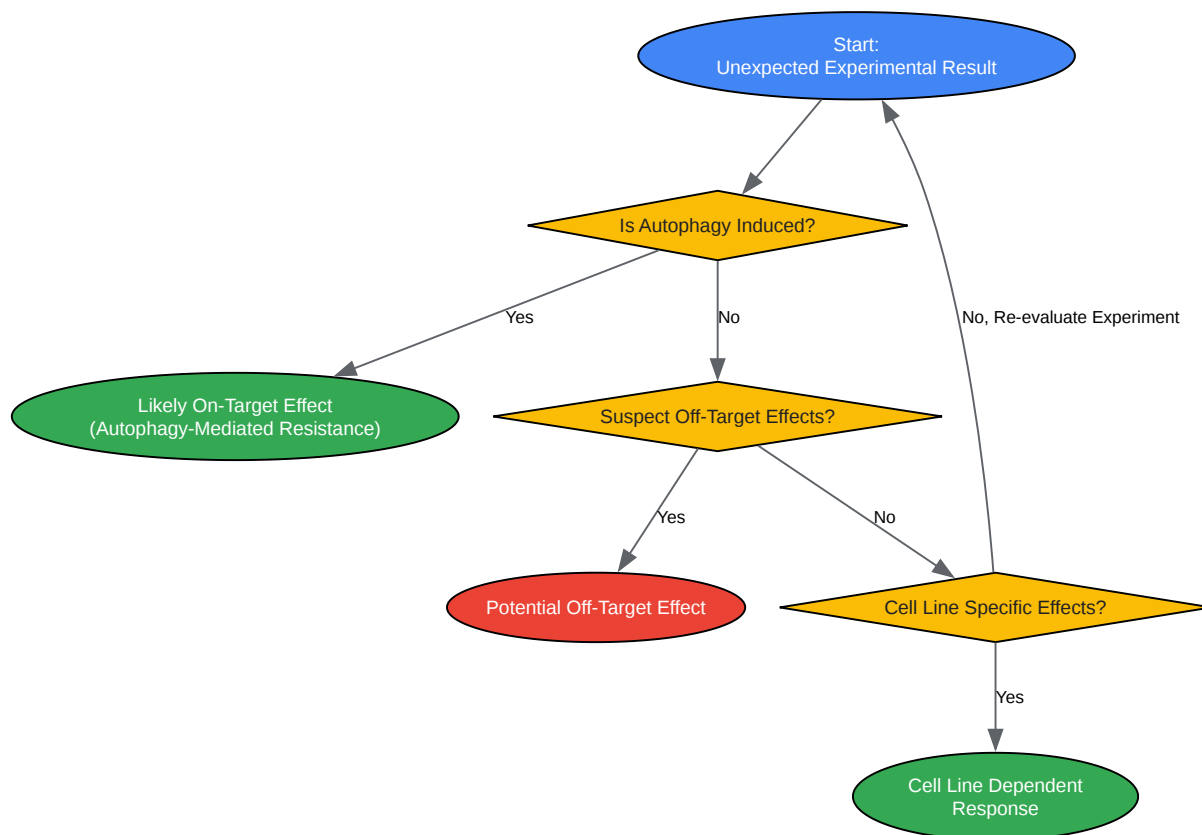 Start:
Unexpected Experimental Result
Is Autophagy Induced?
Yes
No
No, Re-evaluate Experiment
Likely On-Target Effect
(Autophagy-Mediated Resistance)
Suspect Off-Target Effects?
Yes
No
Potential Off-Target Effect
Cell Line Specific Effects?
Yes
Cell Line Dependent
Response